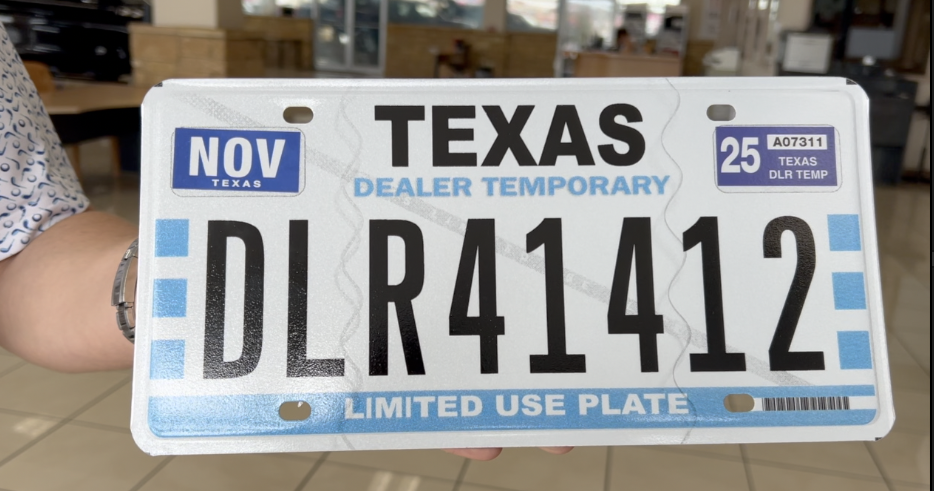 TEXAS
DEALER TEMPORARY
NOV
TEXAS
25 A07311
TEXAS
DLR TEMP
DLR41412
LIMITED USE PLATE